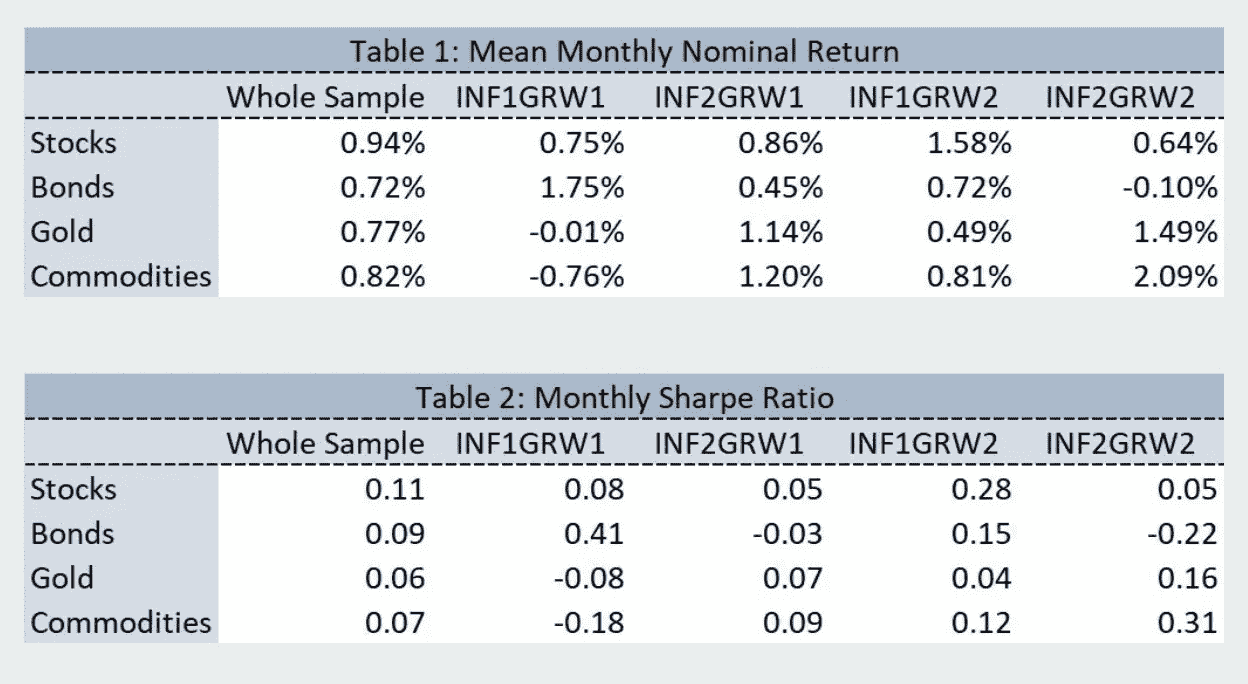 Table 1: Mean Monthly Nominal Return
Whole Sample INF1GRW1 INF2GRW1 INF1GRW2 INF2GRW2
Stocks 0.94% 0.75% 0.86% 1.58% 0.64%
Bonds 0.72% 1.75% 0.45% 0.72% -0.10%
Gold 0.77% -0.01% 1.14% 0.49% 1.49%
Commodities 0.82% -0.76% 1.20% 0.81% 2.09%
Table 2: Monthly Sharpe Ratio
Whole Sample INF1GRW1 INF2GRW1 INF1GRW2 INF2GRW2
Stocks 0.11 0.08 0.05 0.28 0.05
Bonds 0.09 0.41 -0.03 0.15 -0.22
Gold 0.06 -0.08 0.07 0.04 0.16
Commodities 0.07 -0.18 0.09 0.12 0.31